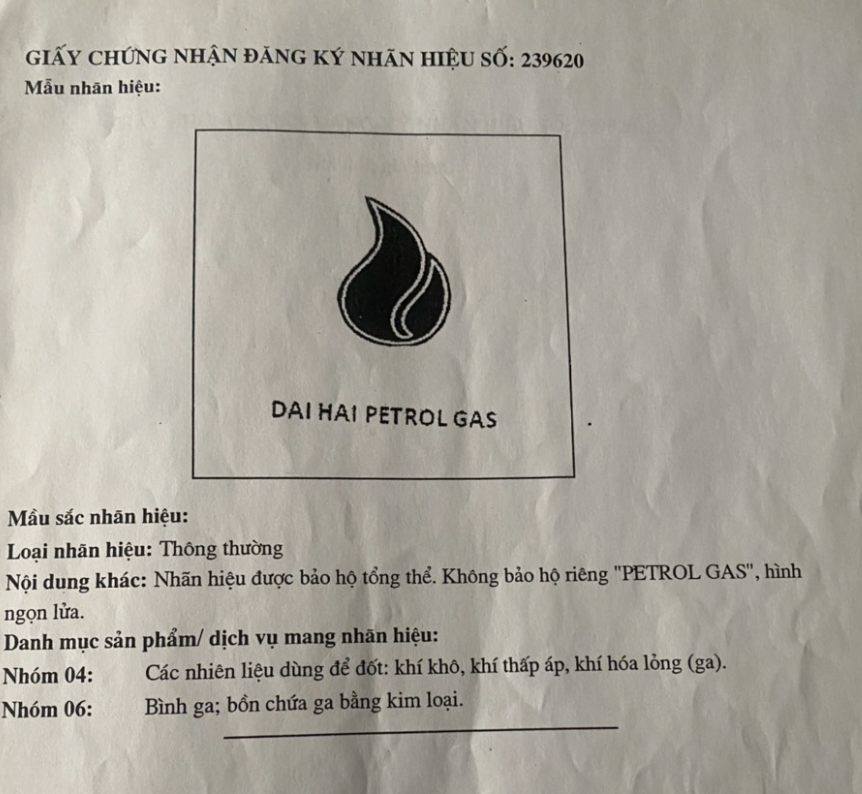 GIẤY CHỨNG NHẬN ĐĂNG KÝ NHÃN HIỆU SỐ: 239620
Mẫu nhãn hiệu:
DAI HAI PETROL GAS
Mầu sắc nhãn hiệu:
Loại nhãn hiệu: Thông thường
Nội dung khác: Nhãn hiệu được bảo hộ tổng thể. Không bảo hộ riêng "PETROL GAS", hình
ngọn lửa.
Danh mục sản phẩm/ dịch vụ mang nhãn hiệu:
Nhóm 04: Các nhiên liệu dùng để đốt: khí khô, khí thấp áp, khí hóa lỏng (ga).
Nhóm 06: Bình ga; bồn chứa ga bằng kim loại.